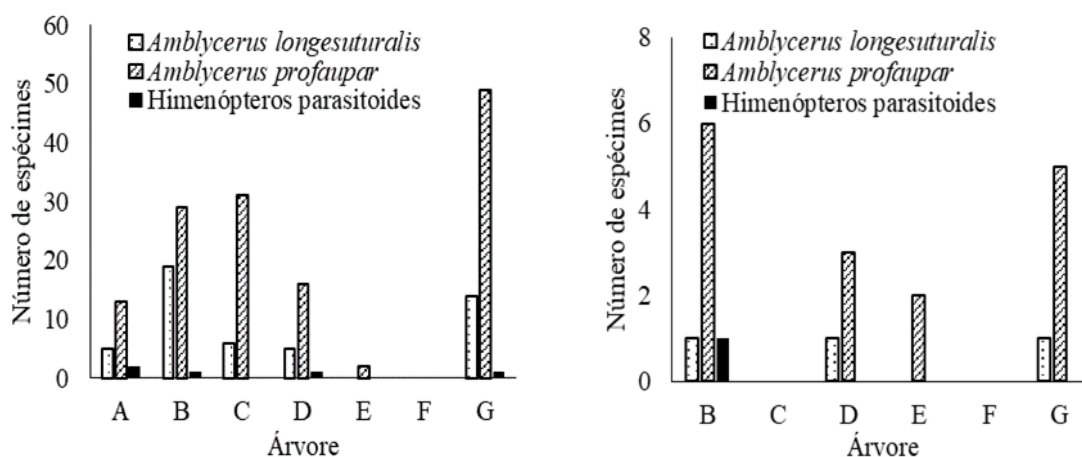 60
50
40
30
20
10
0
Número de espécimes
Amblycerus longesuturalis
Amblycerus profaupar
Himenópteros parasitoides
A B C D E F G
Árvore
8
6
4
2
0
Número de espécimes
Amblycerus longesuturalis
Amblycerus profaupar
Himenópteros parasitoides
B C D E F G
Árvore